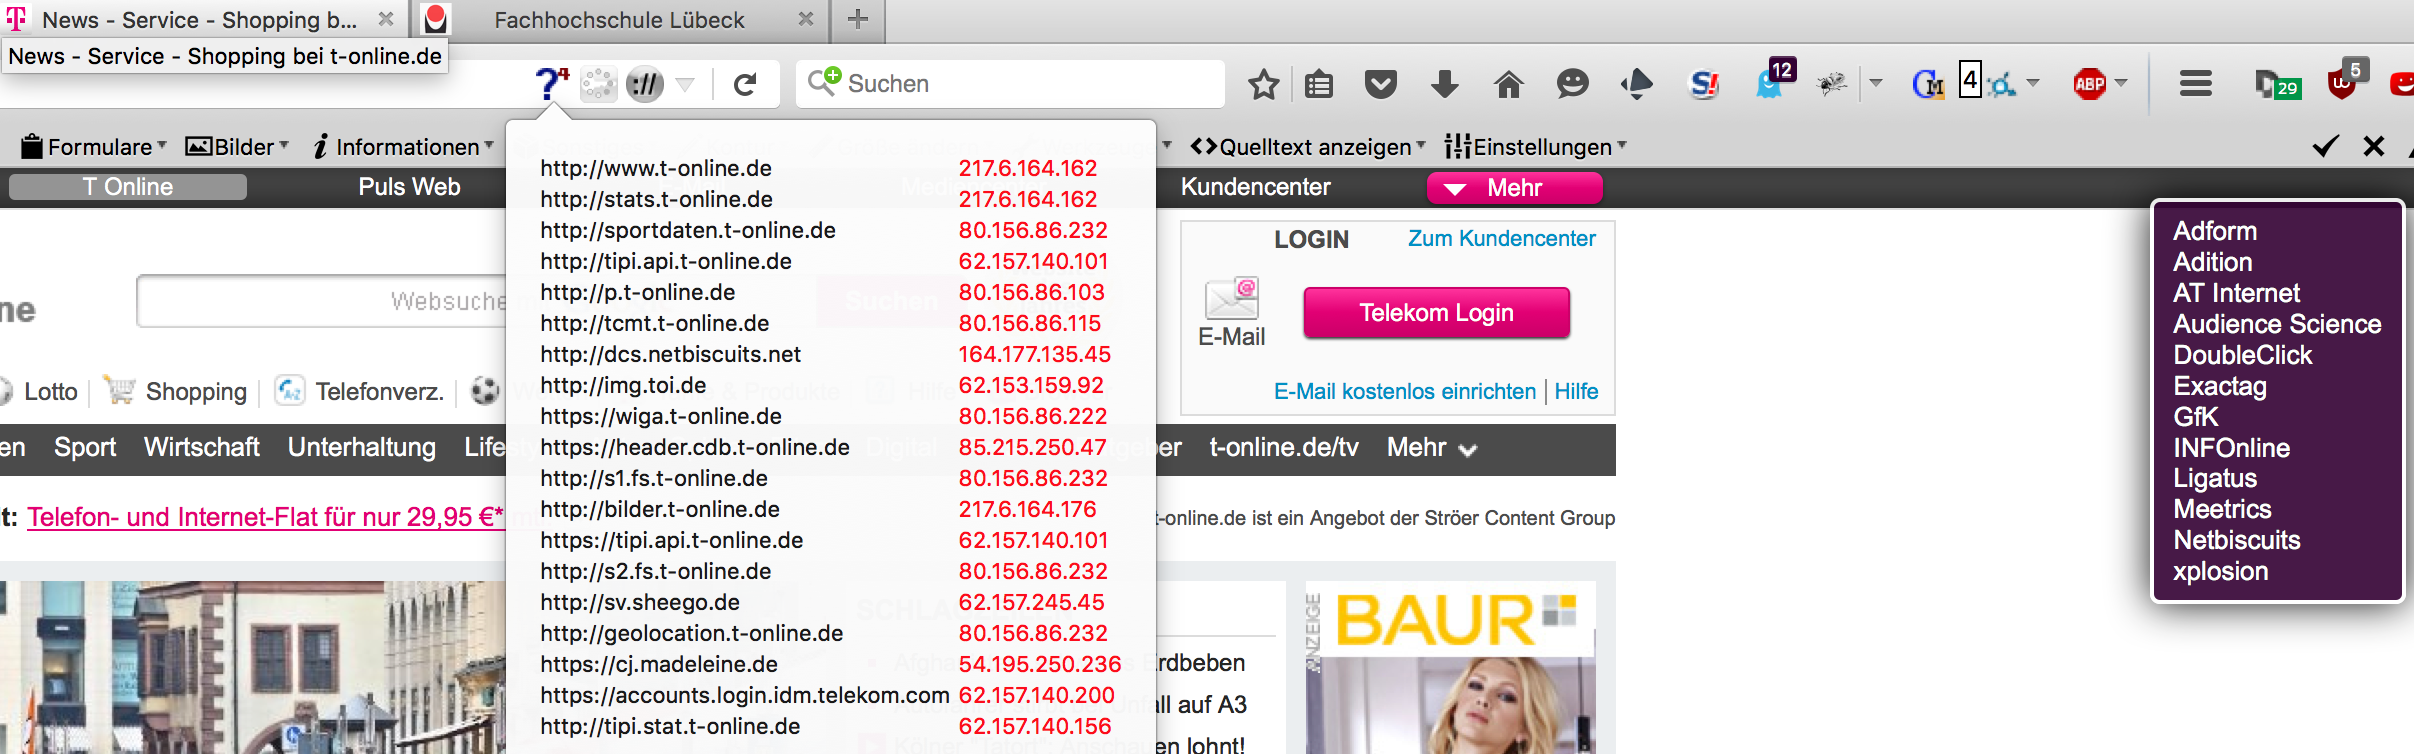 News - Service - Shopping b...
Fachhochschule Lübeck
News - Service - Shopping bei t-online.de
?4
://
Suchen
S!
12
4
ABP
29
5
Formulare
Bilder
Informationen
Quelltext anzeigen
Einstellungen
T Online
Puls Web
Kundencenter
Mehr
http://www.t-online.de 217.6.164.162
http://stats.t-online.de 217.6.164.162
http://sportdaten.t-online.de 80.156.86.232
http://tipi.api.t-online.de 62.157.140.101
http://p.t-online.de 80.156.86.103
http://tcmt.t-online.de 80.156.86.115
http://dcs.netbiscuits.net 164.177.135.45
http://img.toi.de 62.153.159.92
https://wiga.t-online.de 80.156.86.222
https://header.cdb.t-online.de 85.215.250.47
http://s1.fs.t-online.de 80.156.86.232
http://bilder.t-online.de 217.6.164.176
https://tipi.api.t-online.de 62.157.140.101
http://s2.fs.t-online.de 80.156.86.232
http://sv.sheego.de 62.157.245.45
http://geolocation.t-online.de 80.156.86.232
https://cj.madeleine.de 54.195.250.236
https://accounts.login.idm.telekom.com 62.157.140.200
http://tipi.stat.t-online.de 62.157.140.156
ne
Websuche
Suchen
LOGIN
Zum Kundencenter
E-Mail
Telekom Login
E-Mail kostenlos einrichten | Hilfe
Lotto
Shopping
Telefonverz.
en Sport Wirtschaft Unterhaltung Lifesty
Digital
tgeber t-online.de/tv Mehr
t: Telefon- und Internet-Flat für nur 29,95 €*
t-online.de ist ein Angebot der Ströer Content Group
ANZEIGE
BAUR
Erdbeben
all auf A3
en lohnt!
Adform
Adition
AT Internet
Audience Science
DoubleClick
Exactag
GfK
INFOnline
Ligatus
Meetrics
Netbiscuits
xplosion